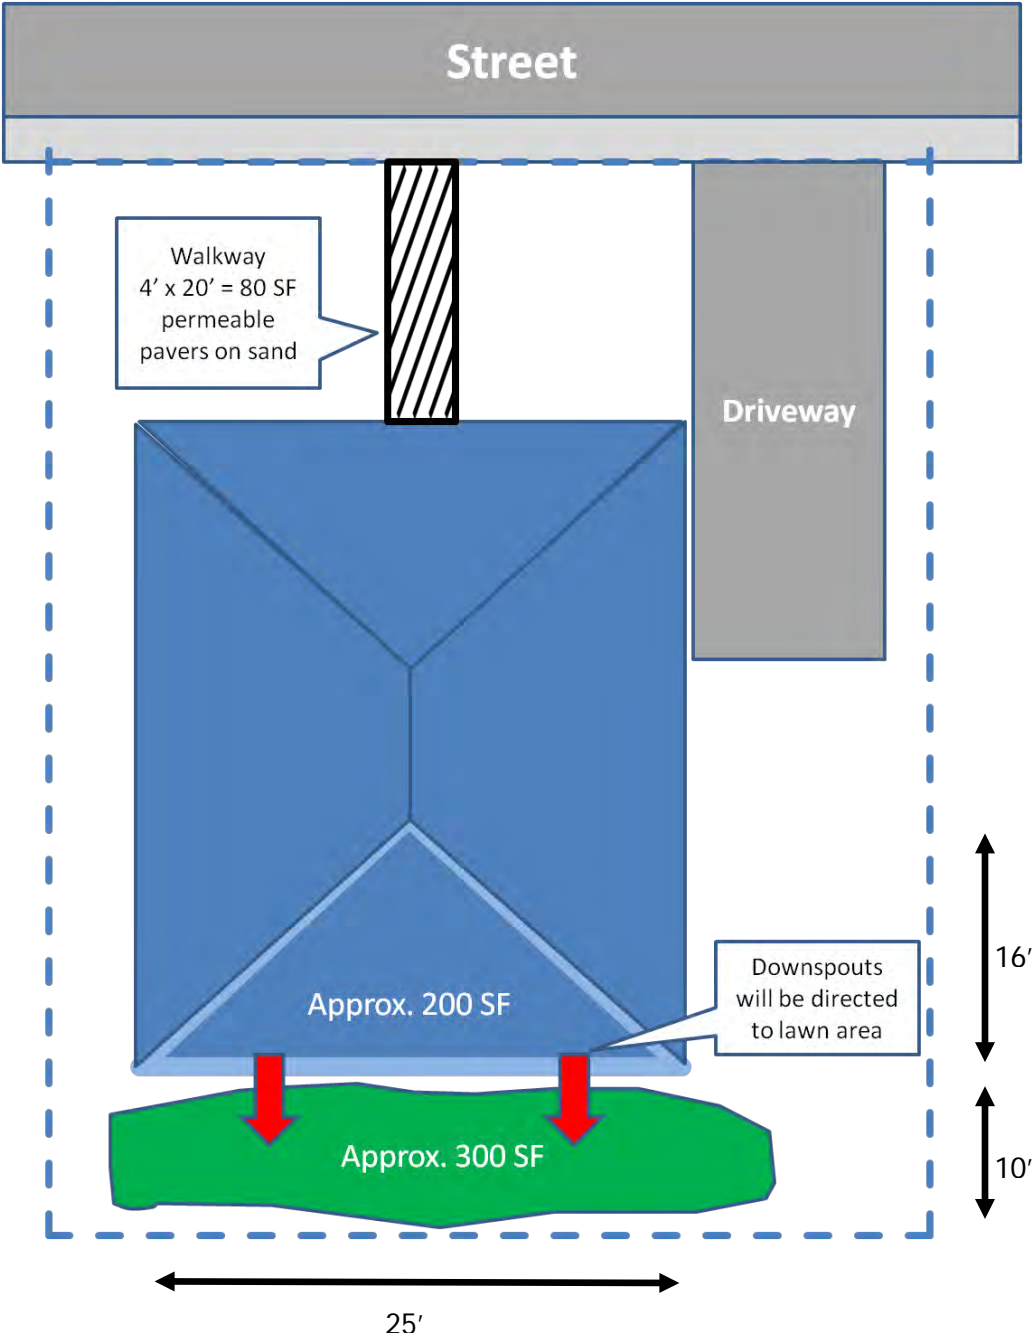 Street
Walkway
4’ x 20’ = 80 SF
permeable
pavers on sand
Driveway
16’
Downspouts
will be directed
to lawn area
Approx. 200 SF
Approx. 300 SF
10’
25’